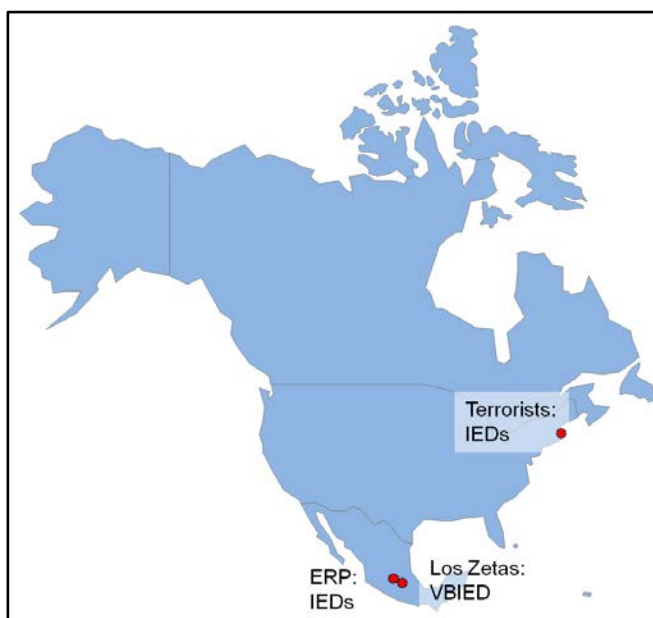 Terrorists:
IEDs
ERP:
IEDs
Los Zetas:
VBIED